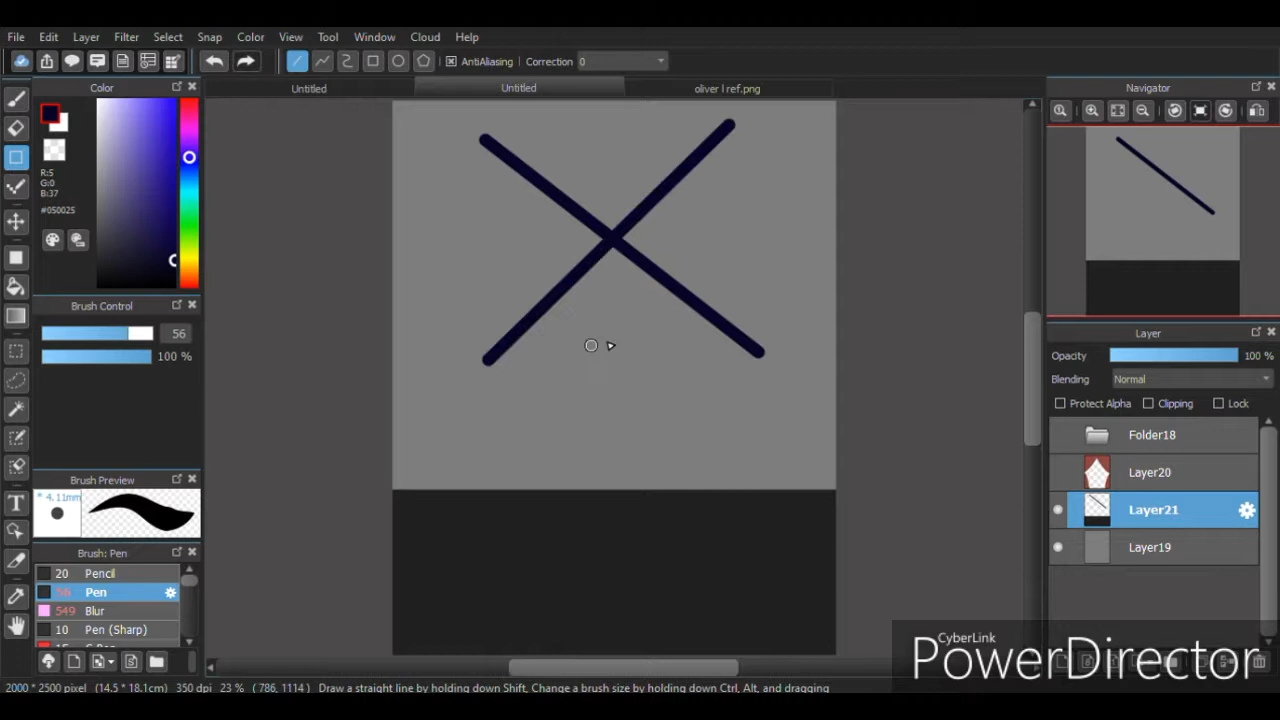 File Edit Layer Filter Select Snap Color View Tool Window Cloud Help
AntiAliasing Correction 0
Color
Untitled Untitled oliver l ref.png
Navigator
R:5
G:0
B:37
#050025
Brush Control
56
100 %
Brush Preview
* 4.11mm
Brush: Pen
20 Pencil
56 Pen
549 Blur
10 Pen (Sharp)
Layer
Opacity 100 %
Blending Normal
Protect Alpha Clipping Lock
Folder18
Layer20
Layer21
Layer19
2000 * 2500 pixel (14.5 * 18.1cm) 350 dpi 23 % ( 786, 1114 ) Draw a straight line by holding down Shift, Change a brush size by holding down Ctrl, Alt, and dragging
CyberLink
PowerDirector